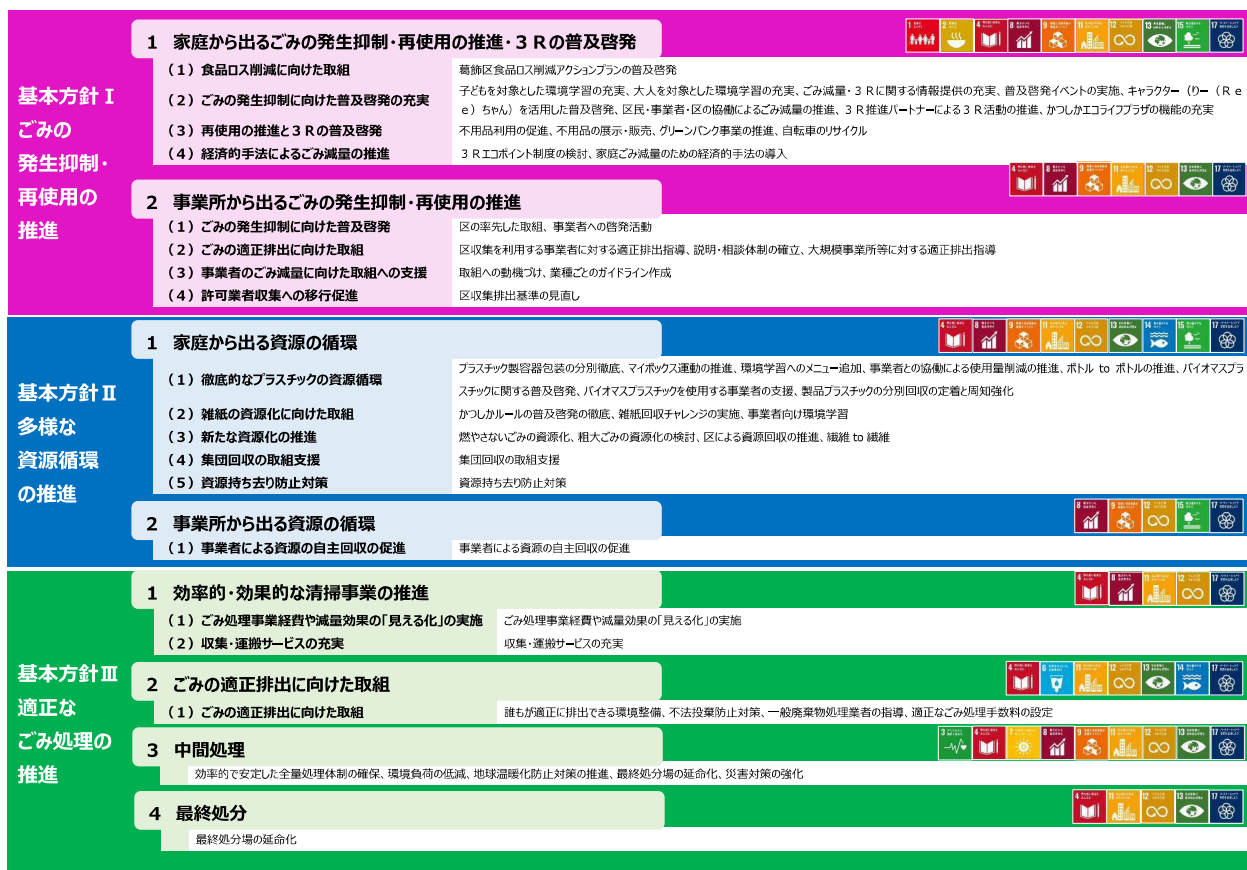 基本方針Ⅰ
ごみの
発生抑制・
再使用の
推進
1 家庭から出るごみの発生抑制・再使用の推進・３Ｒの普及啓発
（１）食品ロス削減に向けた取組
葛飾区食品ロス削減アクションプランの普及啓発
（２）ごみの発生抑制に向けた普及啓発の充実
子どもを対象とした環境学習の充実、大人を対象とした環境学習の充実、ごみ減量・３Ｒに関する情報提供の充実、普及啓発イベントの実施、キャラクター（りー（Ｒｅ
ｅ）ちゃん）を活用した普及啓発、区民・事業者・区の協働によるごみ減量の推進、３Ｒ推進パートナーによる３Ｒ活動の推進、かつしかエコライフプラザの機能の充実
（３）再使用の推進と３Ｒの普及啓発
不用品利用の促進、不用品の展示・販売、グリーンバンク事業の推進、自転車のリサイクル
（４）経済的手法によるごみ減量の推進
３Ｒエコポイント制度の検討、家庭ごみ減量のための経済的手法の導入
2 事業所から出るごみの発生抑制・再使用の推進
（１）ごみの発生抑制に向けた普及啓発
区の率先した取組、事業者への啓発活動
（２）ごみの適正排出に向けた取組
区収集を利用する事業者に対する適正排出指導、説明・相談体制の確立、大規模事業所等に対する適正排出指導
（３）事業者のごみ減量に向けた取組への支援
取組への動機づけ、業種ごとのガイドライン作成
（４）許可業者収集への移行促進
区収集排出基準の見直し
基本方針Ⅱ
多様な
資源循環
の推進
1 家庭から出る資源の循環
（１）徹底的なプラスチックの資源循環
プラスチック製容器包装の分別徹底、マイボックス運動の推進、環境学習へのメニュー追加、事業者との協働による使用量削減の推進、ボトル to ボトルの推進、バイオマスプラ
スチックに関する普及啓発、バイオマスプラスチックを使用する事業者の支援、製品プラスチックの分別回収の定着と周知強化
（２）雑紙の資源化に向けた取組
かつしかルールの普及啓発の徹底、雑紙回収チャレンジの実施、事業者向け環境学習
（３）新たな資源化の推進
燃やさないごみの資源化、粗大ごみの資源化の検討、区による資源回収の推進、繊維 to 繊維
（４）集団回収の取組支援
集団回収の取組支援
（５）資源持ち去り防止対策
資源持ち去り防止対策
2 事業所から出る資源の循環
（１）事業者による資源の自主回収の促進
事業者による資源の自主回収の促進
基本方針Ⅲ
適正な
ごみ処理の
推進
1 効率的・効果的な清掃事業の推進
（１）ごみ処理事業経費や減量効果の「見える化」の実施
ごみ処理事業経費や減量効果の「見える化」の実施
（２）収集・運搬サービスの充実
収集・運搬サービスの充実
2 ごみの適正排出に向けた取組
（１）ごみの適正排出に向けた取組
誰もが適正に排出できる環境整備、不法投棄防止対策、一般廃棄物処理業者の指導、適正なごみ処理手数料の設定
3 中間処理
効率的で安定した全量処理体制の確保、環境負荷の低減、地球温暖化防止対策の推進、最終処分場の延命化、災害対策の強化
4 最終処分
最終処分場の延命化